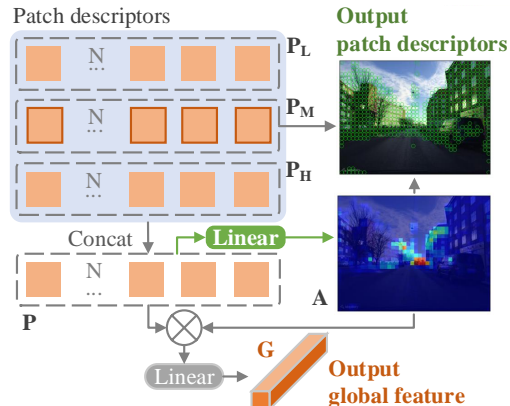 Patch descriptors
Output
patch descriptors
N
...
P_L
N
...
P_M
N
...
P_H
Concat
Linear
N
...
P
A
G
Linear
Output
global feature